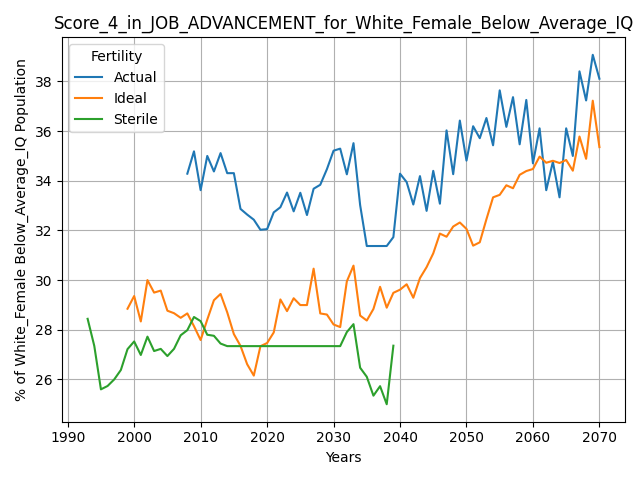 Score_4_in_JOB_ADVANCEMENT_for_White_Female_Below_Average_IQ
% of White_Female Below_Average_IQ Population
38
36
34
32
30
28
26
Fertility
Actual
Ideal
Sterile
1990 2000 2010 2020 2030 2040 2050 2060 2070
Years